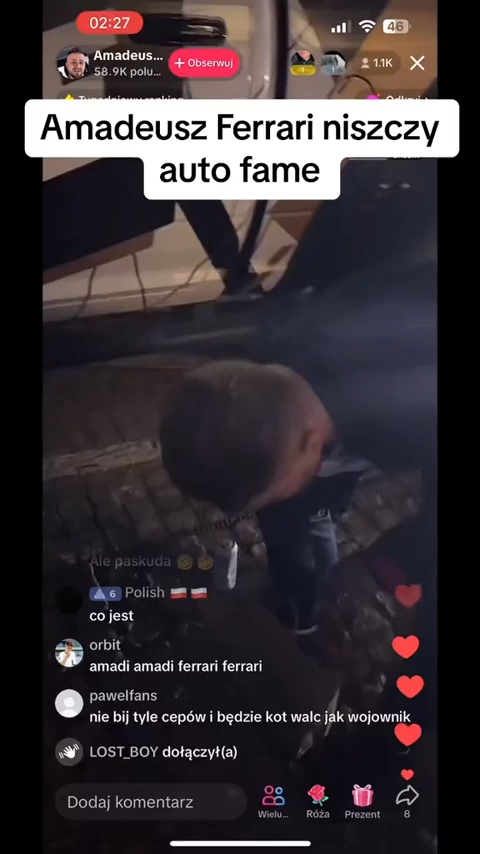 02:27
46
Amadeus...
58.9K polu...
+ Obserwuj
1.1K
Tygodniowy ranking
Amadeusz Ferrari niszczy
auto fame
Ale paskuda 🤣🤣
6 Polish 🇵🇱🇵🇱
co jest
orbit
amadi amadi ferrari ferrari
pawelfans
nie bij tyle cepów i będzie kot walc jak wojownik
LOST_BOY dołączył(a)
Dodaj komentarz
Wielu...
Róża
Prezent
8